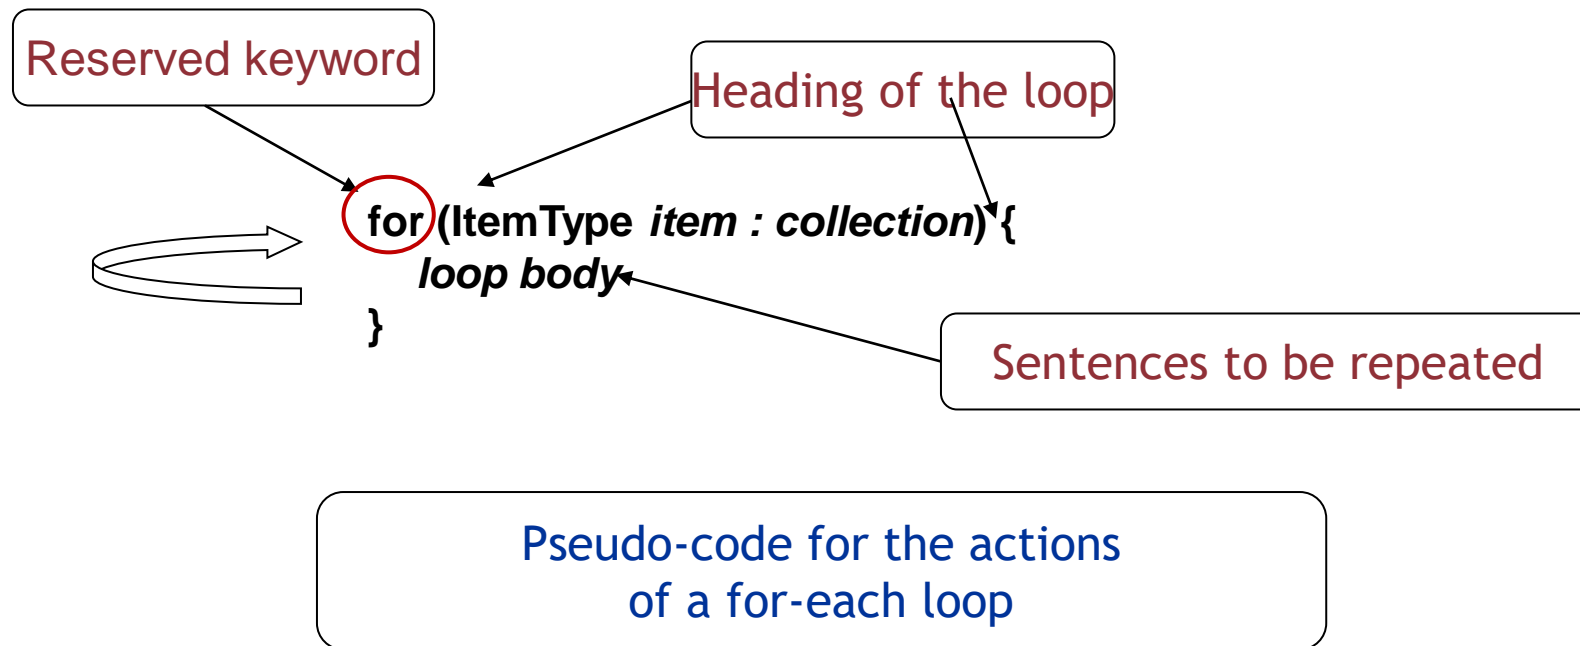 Reserved keyword
Heading of the loop
for (ItemType item : collection) {
loop body
}
Sentences to be repeated
Pseudo-code for the actions
of a for-each loop